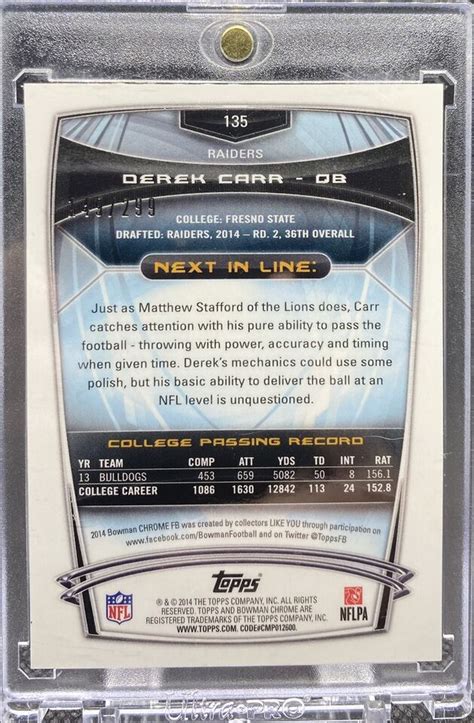 135
RAIDERS
DEREK CARR - QB
/299
COLLEGE: FRESNO STATE
DRAFTED: RAIDERS, 2014 – RD. 2, 36TH OVERALL
NEXT IN LINE:
Just as Matthew Stafford of the Lions does, Carr
catches attention with his pure ability to pass the
football - throwing with power, accuracy and timing
when given time. Derek's mechanics could use some
polish, but his basic ability to deliver the ball at an
NFL level is unquestioned.
COLLEGE PASSING RECORD
YR TEAM COMP ATT YDS TD INT RAT
13 BULLDOGS 453 659 5082 50 8 156.1
COLLEGE CAREER 1086 1630 12842 113 24 152.8
2014 Bowman CHROME FB was created by collectors LIKE YOU through participation on
www.facebook.com/BowmanFootball and on Twitter @ToppsFB
NFL
Topps
NFLPA
® & © 2014 THE TOPPS COMPANY, INC. ALL RIGHTS
RESERVED. TOPPS AND BOWMAN CHROME ARE
REGISTERED TRADEMARKS OF THE TOPPS COMPANY, INC.
WWW.TOPPS.COM. CODE#CMP012600.
Ultra·PRO®